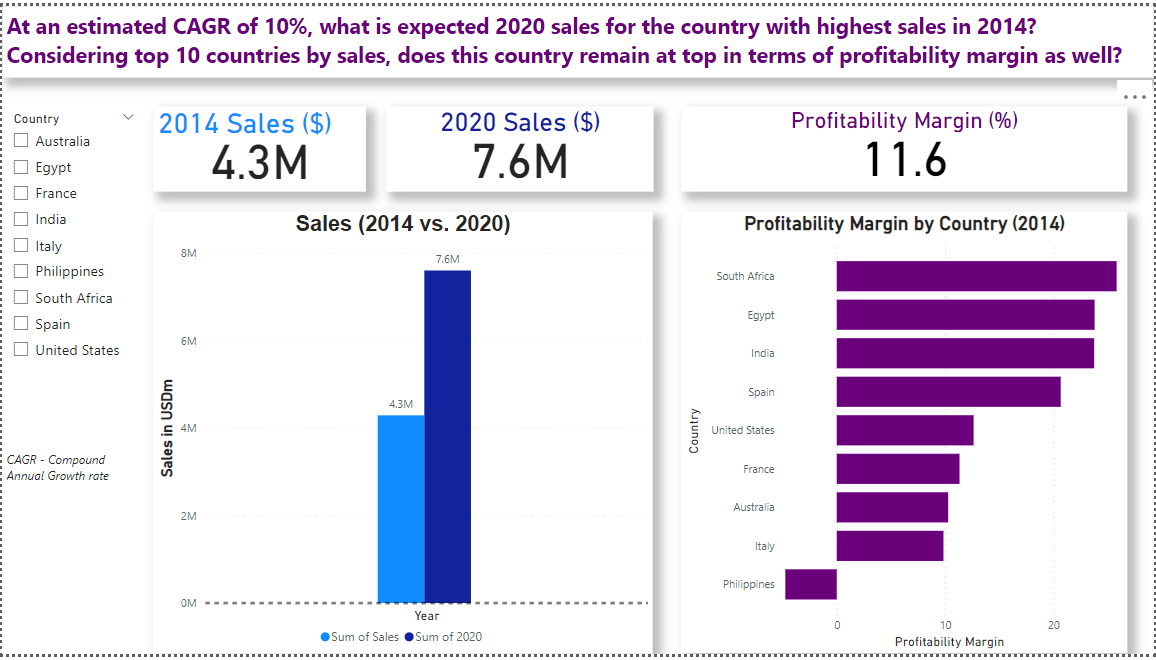 At an estimated CAGR of 10%, what is expected 2020 sales for the country with highest sales in 2014?
Considering top 10 countries by sales, does this country remain at top in terms of profitability margin as well?
Country
Australia
Egypt
France
India
Italy
Philippines
South Africa
Spain
United States
CAGR - Compound
Annual Growth rate
2014 Sales ($)
4.3M
2020 Sales ($)
7.6M
Profitability Margin (%)
11.6
Sales (2014 vs. 2020)
Sales in USDm
8M
6M
4M
2M
0M
4.3M
7.6M
Year
Sum of Sales
Sum of 2020
Profitability Margin by Country (2014)
Country
South Africa
Egypt
India
Spain
United States
France
Australia
Italy
Philippines
0
10
20
Profitability Margin